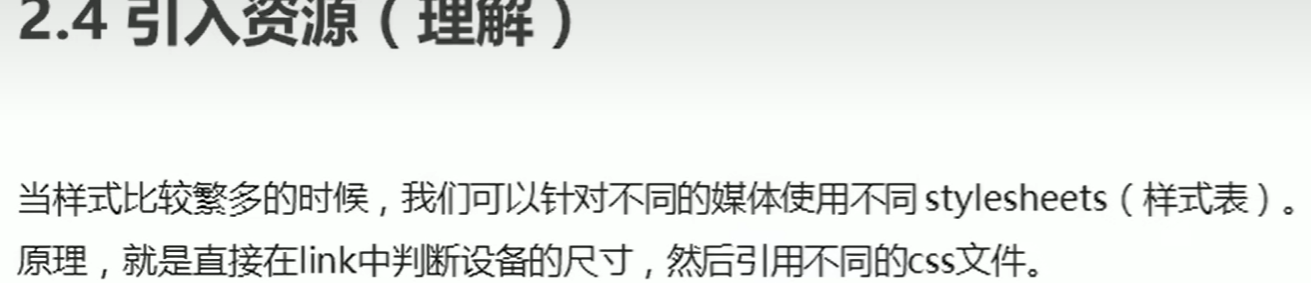 2.4 引入资源（理解）
当样式比较繁多的时候，我们可以针对不同的媒体使用不同 stylesheets（样式表）。
原理，就是直接在link中判断设备的尺寸，然后引用不同的css文件。